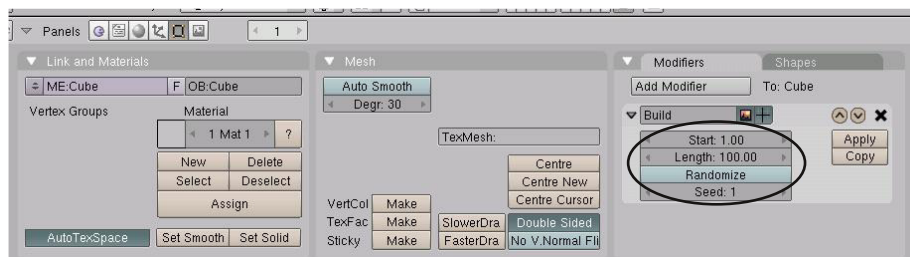 Panels
1
Link and Materials
ME:Cube
F OB:Cube
Vertex Groups
Material
1 Mat 1
?
New Delete
Select Deselect
Assign
AutoTexSpace Set Smooth Set Solid
Mesh
Auto Smooth
Degr: 30
TexMesh:
Centre
Centre New
Centre Cursor
VertCol Make
TexFac Make
Sticky Make
SlowerDra Double Sided
FasterDra No V.Normal Fli
Modifiers Shapes
Add Modifier To: Cube
Build
Start: 1.00
Length: 100.00
Randomize
Seed: 1
Apply
Copy